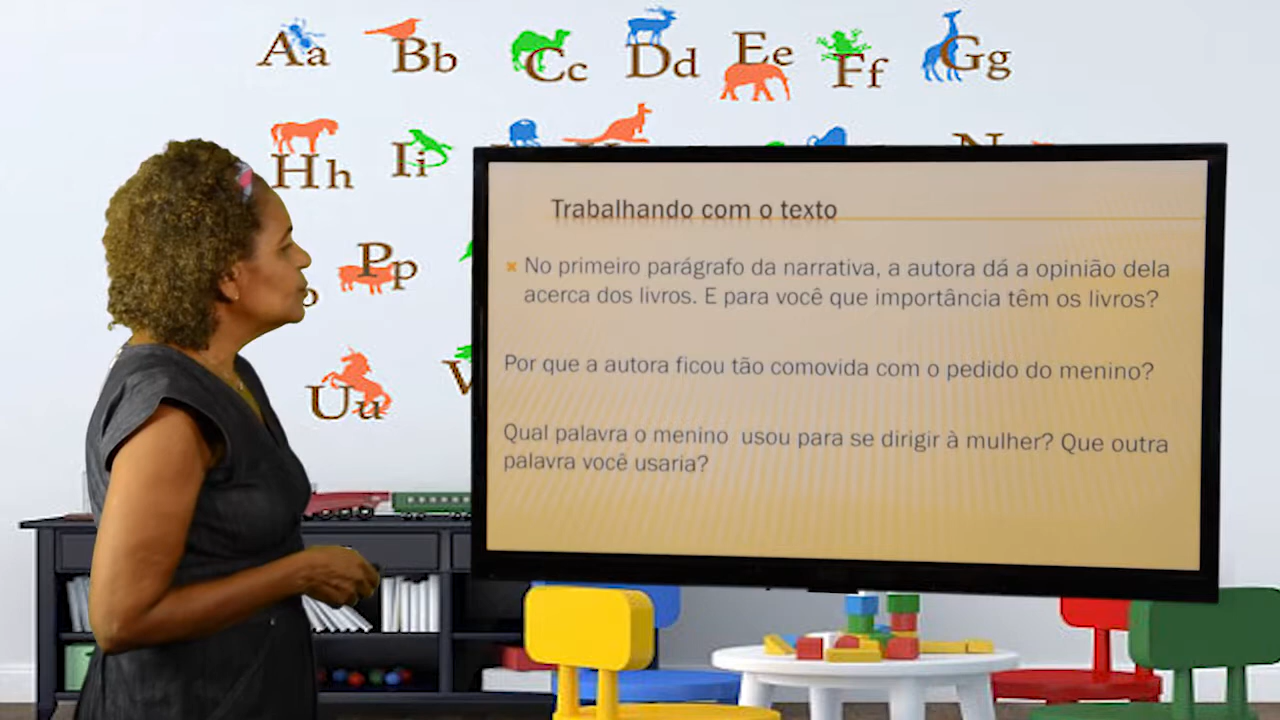 Aa Bb Cc Dd Ee Ff Gg
Hh Ii N
Pp
Uu V
Trabalhando com o texto
No primeiro parágrafo da narrativa, a autora dá a opinião dela
acerca dos livros. E para você que importância têm os livros?
Por que a autora ficou tão comovida com o pedido do menino?
Qual palavra o menino usou para se dirigir à mulher? Que outra
palavra você usaria?